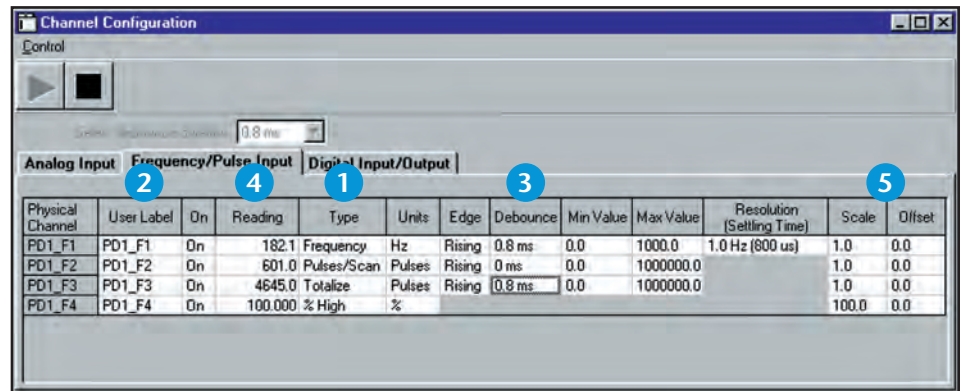 Channel Configuration
Control
0.8 ms
Analog Input Frequency/Pulse Input Digital Input/Output
2 4 1 3 5
Physical Channel User Label On Reading Type Units Edge Debounce Min Value Max Value Resolution (Settling Time) Scale Offset
PD1_F1 PD1_F1 On 182.1 Frequency Hz Rising 0.8 ms 0.0 1000.0 1.0 Hz (800 us) 1.0 0.0
PD1_F2 PD1_F2 On 601.0 Pulses/Scan Pulses Rising 0 ms 0.0 1000000.0 1.0 0.0
PD1_F3 PD1_F3 On 4645.0 Totalize Pulses Rising 0.8 ms 0.0 1000000.0 1.0 0.0
PD1_F4 PD1_F4 On 100.000 % High % 100.0 0.0